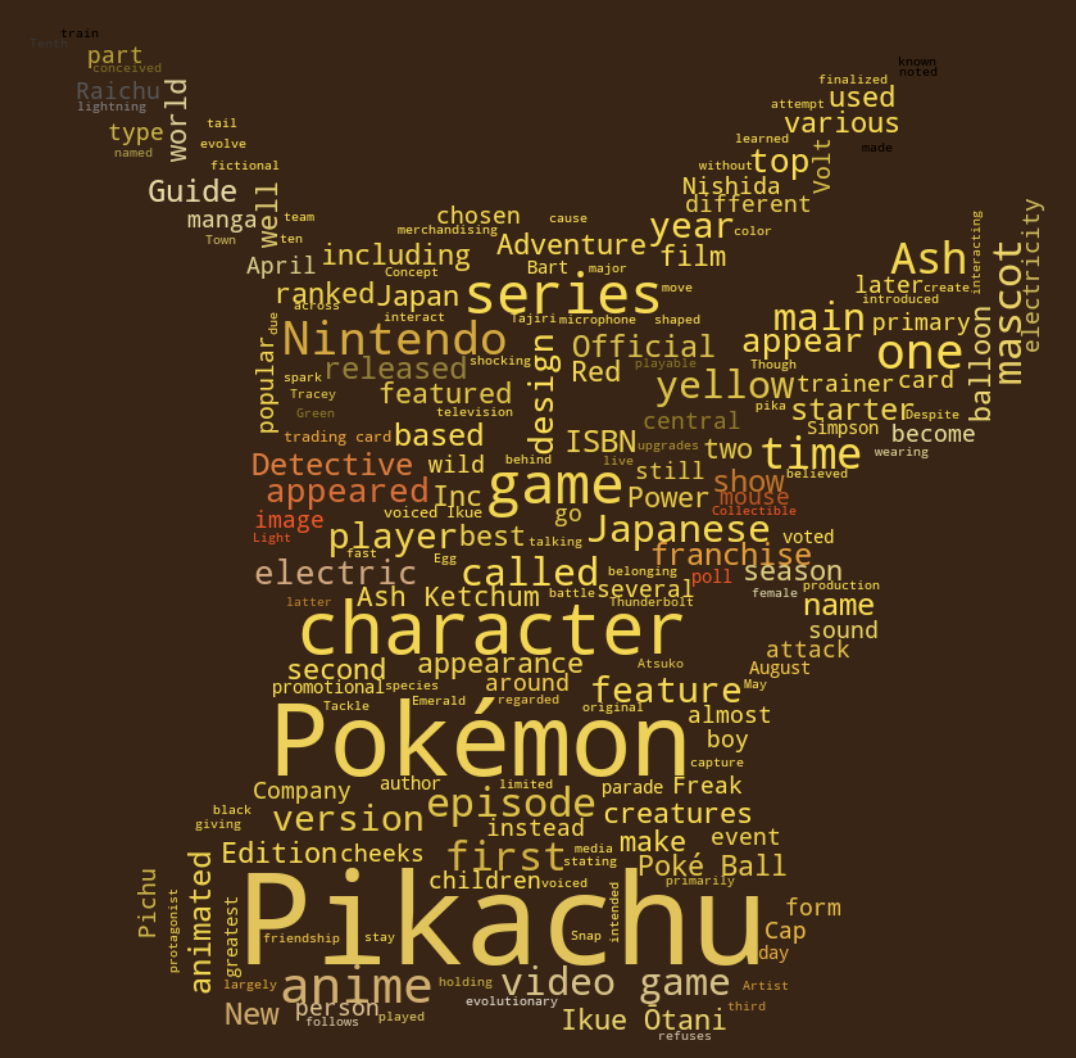 train
Tenth
part
conceived
Raichu
lightning
world
type
named
tail
evolve
fictional
Guide
well
manga
team
Town
ten
April
known
noted
finalized
attempt
used
various
learned
made
without
top
Volt
Nishida
different
chosen
cause
merchandising
year
color
Adventure
film
including
Concept
Bart
major
move
ranked
across
Japan
series
interact
Tajiri
microphone
shaped
Ash
later
create
introduced
interacting
mascot
electricity
balloon
main
primary
appear
one
Nintendo
due
popular
released
shocking
design
Official
playable
Red
Though
yellow
trainer
card
spark
Tracey
featured
Green
television
central
pika
starter
Despite
Simpson
become
wearing
trading card
based
ISBN
upgrades
two
time
Detective
wild
behind
live
still
show
believed
appeared
Inc
game
Power
mouse
Collectible
image
voiced
Ikue
go
Light
player
best
talking
Japanese
voted
fast
Egg
franchise
electric
called
belonging
poll
season
latter
Ash Ketchum
battle
several
Thunderbolt
female
production
name
character
sound
attack
second
appearance
Atsuko
August
promotional
species
around
feature
May
Tackle
Emerald
regarded
original
almost
Pokémon
boy
capture
Company
author
limited
parade
Freak
black
giving
version
episode
creatures
instead
make
event
Edition
cheeks
first
media
stating
Poké Ball
children
voiced
primarily
Pichu
protagonist
animated
greatest
Pikachu
friendship
stay
Snap
intended
form
Cap
day
largely
anime
holding
video game
Artist
evolutionary
third
New
person
follows
played
Ikue Ōtani
refuses